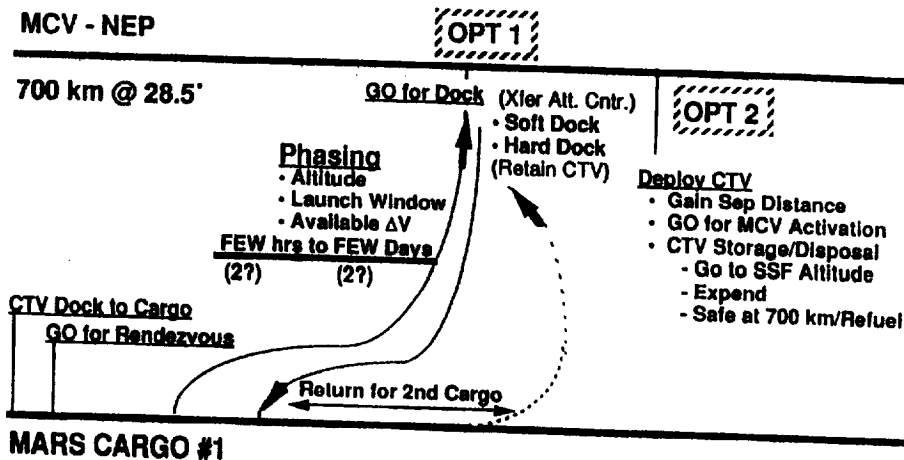 MCV - NEP
OPT 1
700 km @ 28.5°
GO for Dock (Xfer Att. Cntr.)
• Soft Dock
• Hard Dock
(Retain CTV)
OPT 2
Phasing
• Altitude
• Launch Window
• Available ΔV
FEW hrs to FEW Days
(2?) (2?)
Deploy CTV
• Gain Sep Distance
• GO for MCV Activation
• CTV Storage/Disposal
- Go to SSF Altitude
- Expend
- Safe at 700 km/Refuel
CTV Dock to Cargo
GO for Rendezvous
Return for 2nd Cargo
MARS CARGO #1